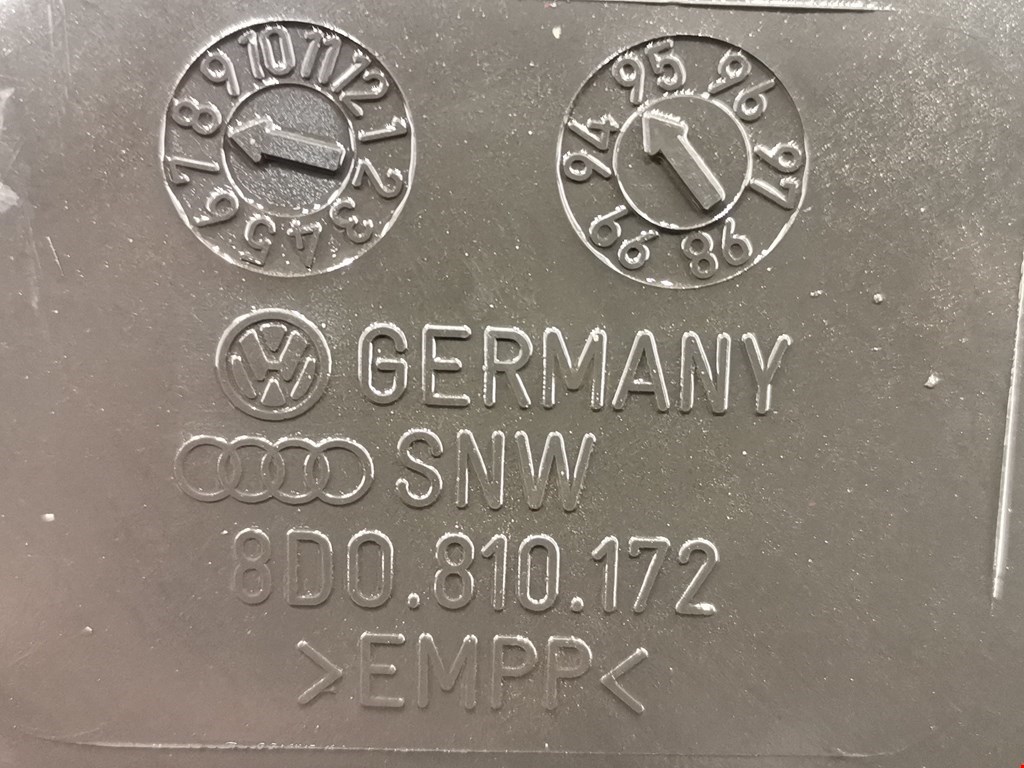 1 2 3 4 5 6 7 8 9 10 11 12
94 95 96 97 98 99
GERMANY
SNW
8D0.810.172
>EMPP<